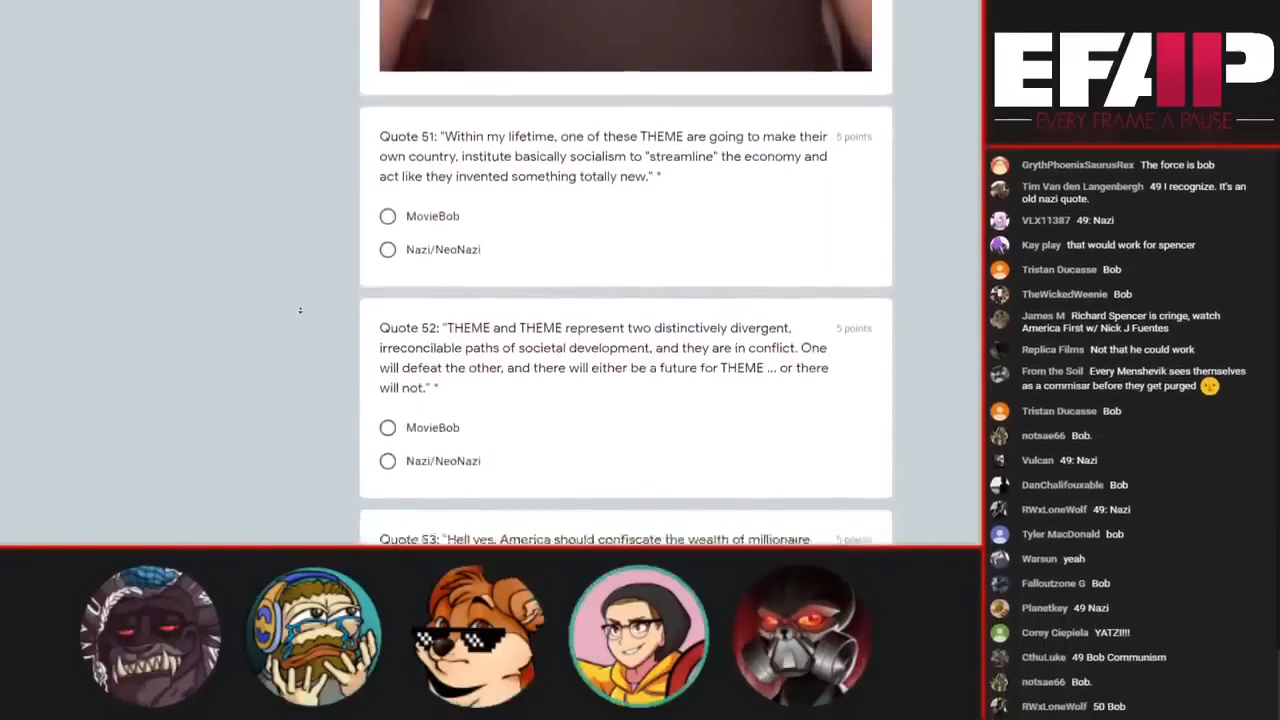 Quote 51: "Within my lifetime, one of these THEME are going to make their
5 points
own country, institute basically socialism to "streamline" the economy and
act like they invented something totally new." *
MovieBob
Nazi/NeoNazi
Quote 52: "THEME and THEME represent two distinctively divergent,
5 points
irreconcilable paths of societal development, and they are in conflict. One
will defeat the other, and there will either be a future for THEME ... or there
will not." *
MovieBob
Nazi/NeoNazi
Quote 53: "Hell yes, America should confiscate the wealth of millionaire
5 points
EFAP
EVERY FRAME A PAUSE
GrythPhoenixSaurusRex The force is bob
Tim Van den Langenbergh 49 I recognize. It's an
old nazi quote.
VLX11387 49: Nazi
Kay play that would work for spencer
Tristan Ducasse Bob
TheWickedWeenie Bob
James M Richard Spencer is cringe, watch
America First w/ Nick J Fuentes
Replica Films Not that he could work
From the Soil Every Menshevik sees themselves
as a commisar before they get purged
Tristan Ducasse Bob
notsae66 Bob.
Vulcan 49: Nazi
DanChalifouxable Bob
RWxLoneWolf 49: Nazi
Tyler MacDonald bob
Warsun yeah
Falloutzone G Bob
Planetkey 49 Nazi
Corey Ciepiela YATZI!!!
CthuLuke 49 Bob Communism
notsae66 Bob.
RWxLoneWolf 50 Bob